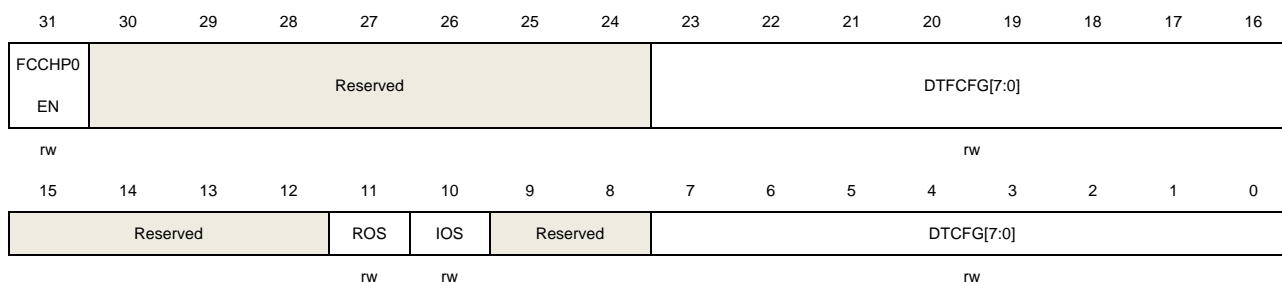 31 30 29 28 27 26 25 24 23 22 21 20 19 18 17 16
FCCHP0
EN
Reserved
DTFCFG[7:0]
rw rw
15 14 13 12 11 10 9 8 7 6 5 4 3 2 1 0
Reserved ROS IOS Reserved DTCFG[7:0]
rw rw rw